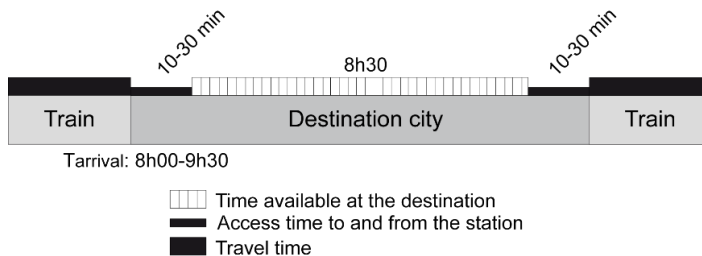 10-30 min
8h30
10-30 min
Train
Destination city
Train
Tarrival: 8h00-9h30
Time available at the destination
Access time to and from the station
Travel time